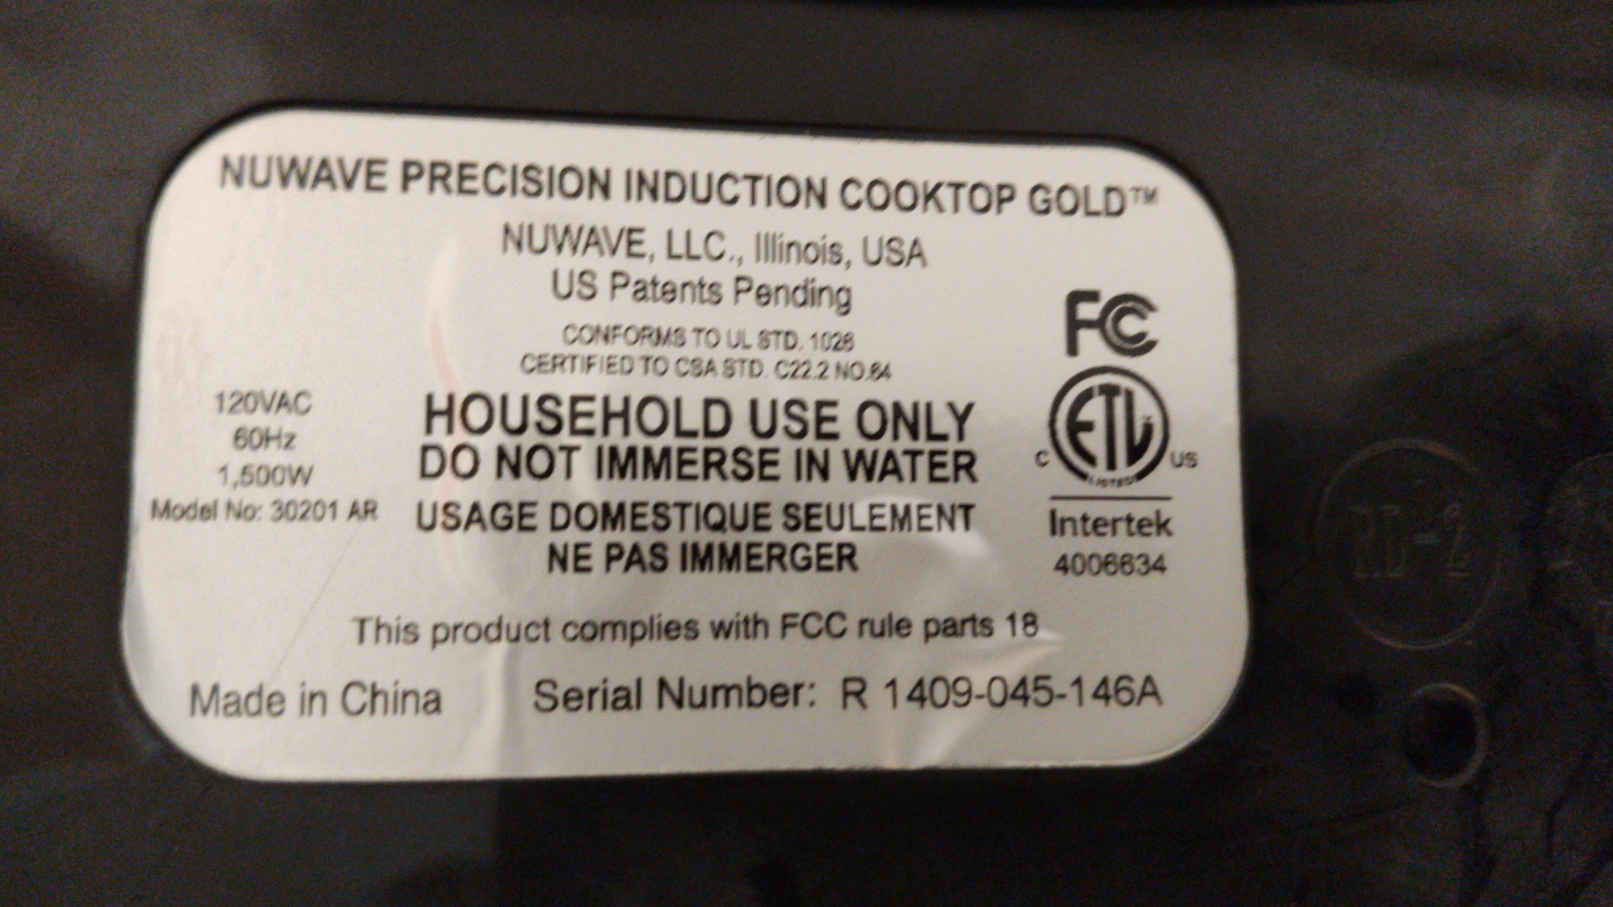 NUWAVE PRECISION INDUCTION COOKTOP GOLD™
NUWAVE, LLC., Illinois, USA
US Patents Pending
CONFORMS TO UL STD. 1026
CERTIFIED TO CSA STD. C22.2 NO.64
FC
120VAC
60Hz
1,500W
Model No: 30201 AR
HOUSEHOLD USE ONLY
DO NOT IMMERSE IN WATER
USAGE DOMESTIQUE SEULEMENT
NE PAS IMMERGER
ETL
C US
LISTED
Intertek
4006634
This product complies with FCC rule parts 18
Made in China Serial Number: R 1409-045-146A